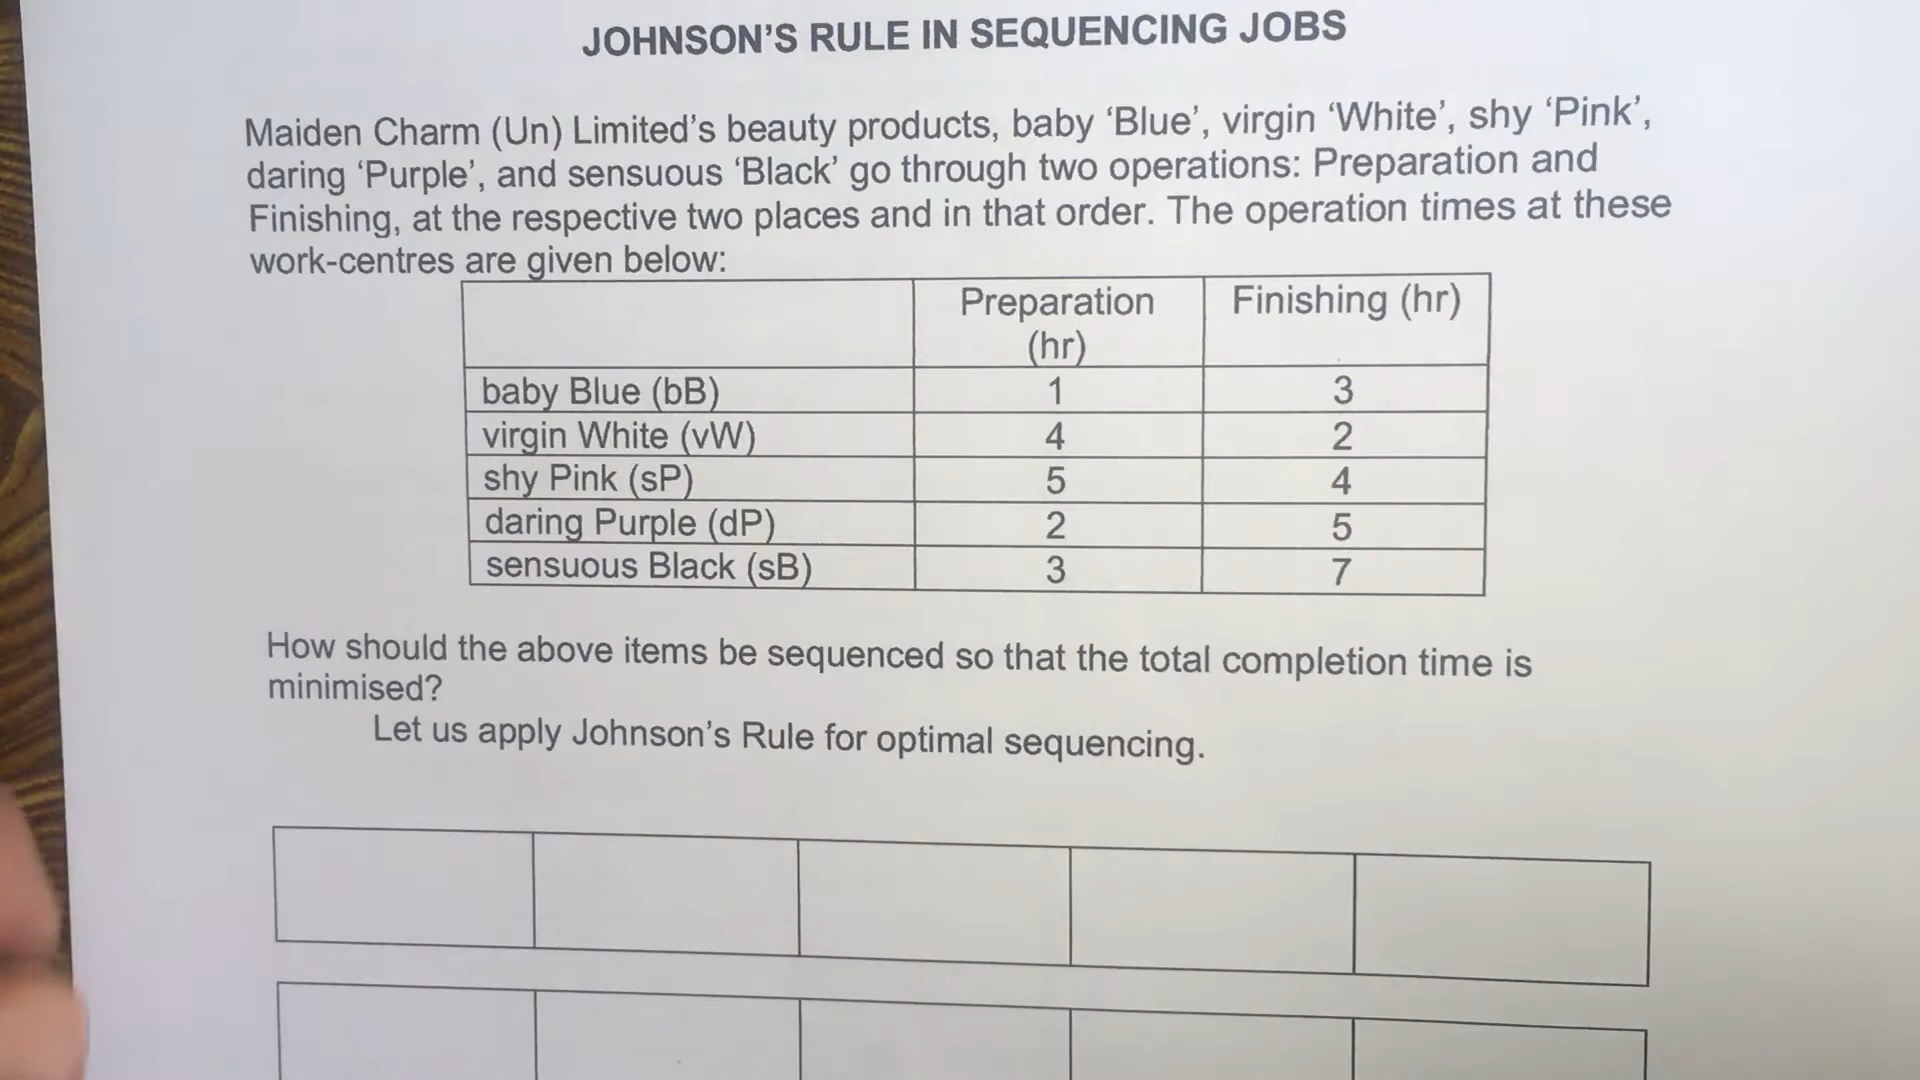 JOHNSON'S RULE IN SEQUENCING JOBS
Maiden Charm (Un) Limited's beauty products, baby 'Blue', virgin 'White', shy 'Pink',
daring 'Purple', and sensuous 'Black' go through two operations: Preparation and
Finishing, at the respective two places and in that order. The operation times at these
work-centres are given below:
Preparation (hr) Finishing (hr)
baby Blue (bB) 1 3
virgin White (vW) 4 2
shy Pink (sP) 5 4
daring Purple (dP) 2 5
sensuous Black (sB) 3 7
How should the above items be sequenced so that the total completion time is
minimised?
Let us apply Johnson's Rule for optimal sequencing.